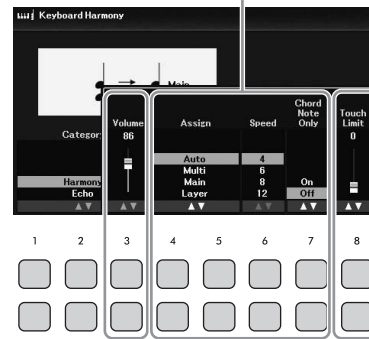 Keyboard Harmony
Main
Category
Volume
86
Assign
Speed
Chord
Note
Only
Touch
Limit
0
Auto
Multi
Main
Layer
4
6
8
12
On
Off
Harmony
Echo
1 2 3 4 5 6 7 8